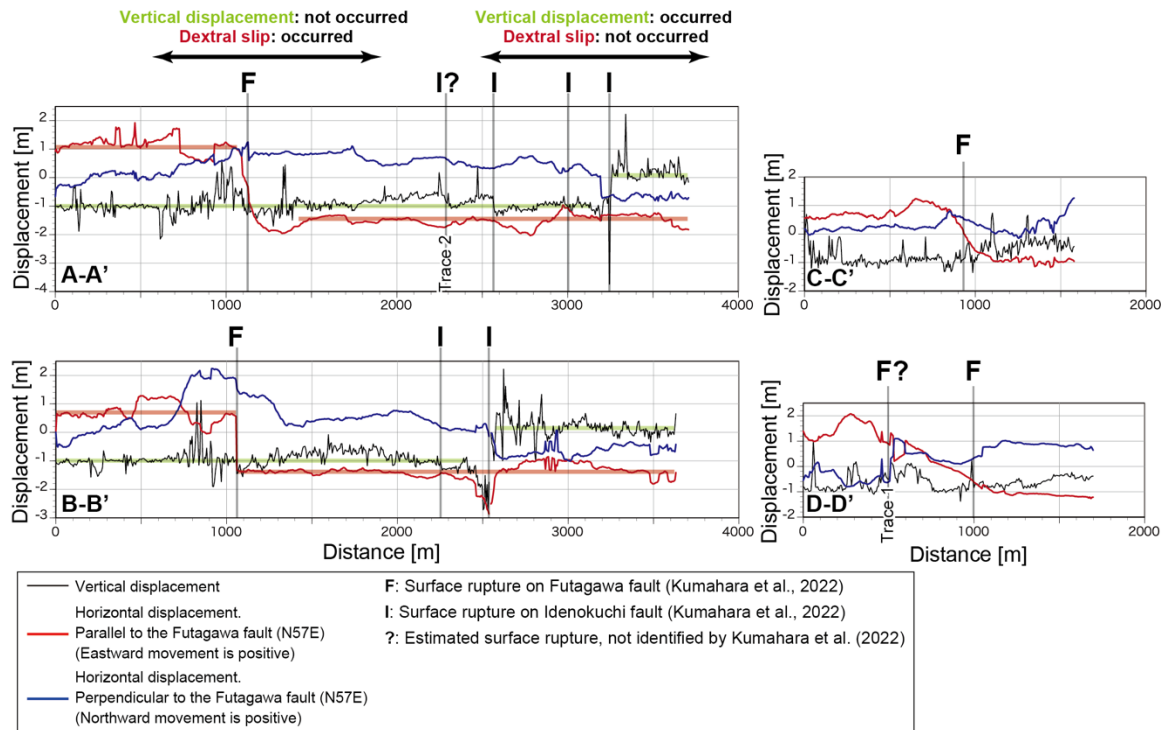 Vertical displacement: not occurred
Dextral slip: occurred
Vertical displacement: occurred
Dextral slip: not occurred
F
I?
I
I
I
Displacement [m]
2
1
0
-1
-2
-3
-4
A-A'
Trace-2
0
1000
2000
3000
4000
F
Displacement [m]
2
1
0
-1
-2
C-C'
0
1000
2000
F
I
I
Displacement [m]
2
1
0
-1
-2
-3
B-B'
0
1000
2000
3000
4000
Distance [m]
F?
F
Displacement [m]
2
1
0
-1
-2
D-D'
Trace-1
0
1000
2000
Distance [m]
Vertical displacement
Horizontal displacement.
Parallel to the Futagawa fault (N57E)
(Eastward movement is positive)
Horizontal displacement.
Perpendicular to the Futagawa fault (N57E)
(Northward movement is positive)
F: Surface rupture on Futagawa fault (Kumahara et al., 2022)
I: Surface rupture on Idenokuchi fault (Kumahara et al., 2022)
?: Estimated surface rupture, not identified by Kumahara et al. (2022)